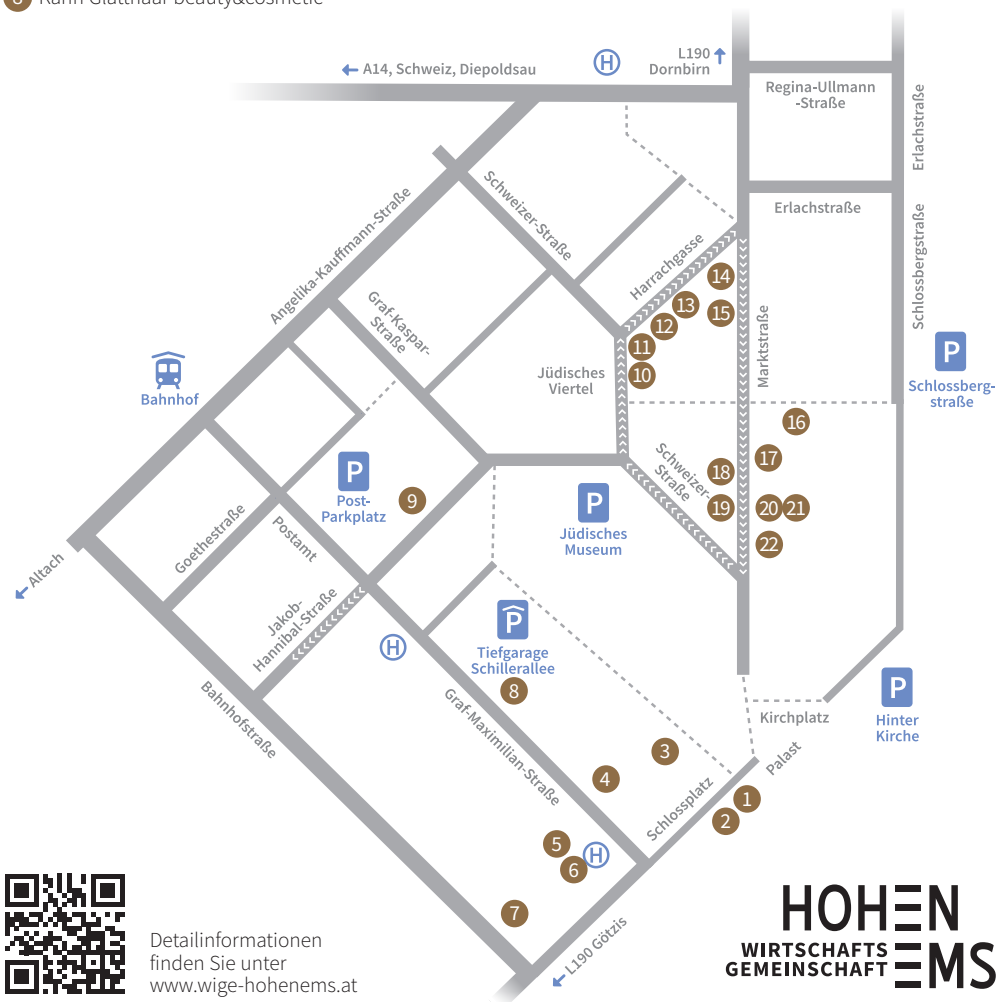 A14, Schweiz, Diepoldsau
H
L190
Dornbirn
Regina-Ullmann
-Straße
Erlachstraße
Erlachstraße
Schlossbergstraße
Schweizer-Straße
Angelika-Kauffmann-Straße
Harrachgasse
14
13
15
12
11
10
Marktstraße
Graf-Kaspar-
Straße
Jüdisches
Viertel
P
Schlossberg-
straße
Bahnhof
16
17
18
19
20
21
22
Schweizer-
Straße
P
Post-
Parkplatz
9
P
Jüdisches
Museum
Goethestraße
Postamt
Altach
Jakob-
Hannibal-Straße
H
P
Tiefgarage
Schillerallee
8
Bahnhofstraße
Graf-Maximilian-Straße
P
Hinter
Kirche
Kirchplatz
Palast
3
4
Schlossplatz
1
2
5
H
6
7
L190 Götzis
Detailinformationen
finden Sie unter
www.wige-hohenems.at
HOHEN
EMS
WIRTSCHAFTS
GEMEINSCHAFT